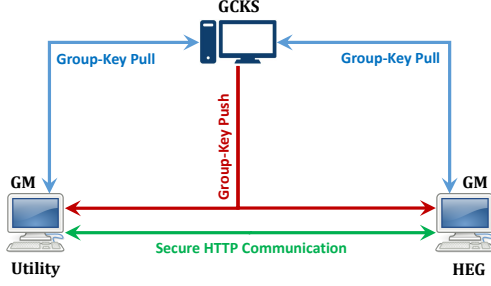 GCKS
Group-Key Pull
Group-Key Pull
Group-Key Push
GM
GM
Secure HTTP Communication
Utility
HEG